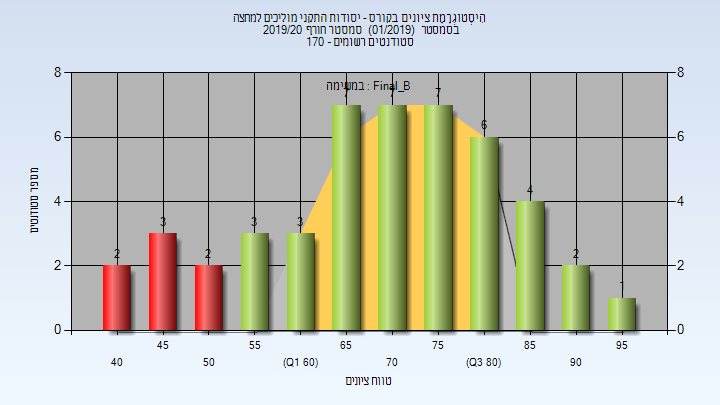 היסטוגרמת ציונים בקורס - יסודות התקני מוליכים למחצה
בסמסטר (01/2019) סמסטר חורף 2019/20
סטודנטים רשומים - 170
במשימה : Final_B
8 8
6 6
4 4
2 2
0 0
מספר סטודנטים
2 3 2 3 3 7 7 7 6 4 2 1
45 55 65 75 85 95
40 50 (Q1 60) 70 (Q3 80) 90
טווח ציונים